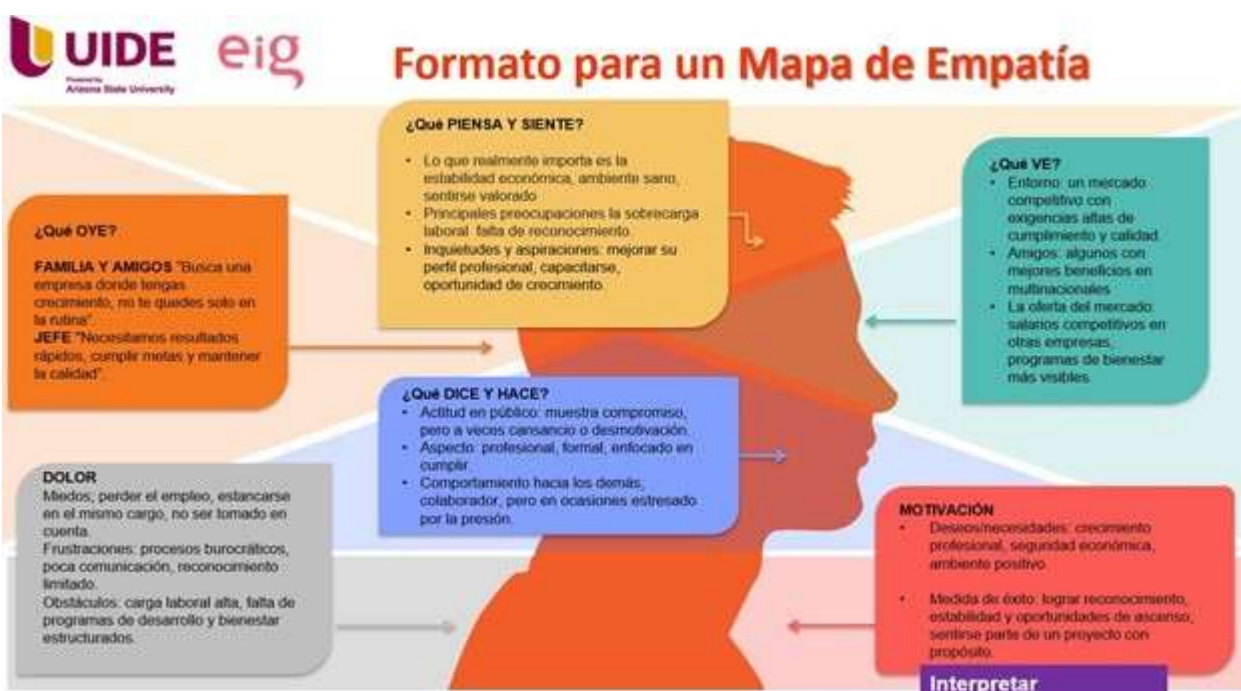 UIDE
Powered by
Arizona State University
eig
Formato para un Mapa de Empatía
¿Qué PIENSA Y SIENTE?
• Lo que realmente importa es la
estabilidad económica, ambiente sano,
sentirse valorado
• Principales preocupaciones la sobrecarga
laboral falta de reconocimiento.
• Inquietudes y aspiraciones: mejorar su
perfil profesional, capacitarse,
oportunidad de crecimiento.
¿Qué VE?
• Entorno: un mercado
competitivo con
exigencias altas de
cumplimiento y calidad
• Amigos: algunos con
mejores beneficios en
multinacionales
• La oferta del mercado:
salarios competitivos en
otras empresas,
programas de bienestar
más visibles.
¿Qué OYE?
FAMILIA Y AMIGOS "Busca una
empresa donde tengas
crecimiento, no te quedes solo en
la rutina".
JEFE "Necesitamos resultados
rápidos, cumplir metas y mantener
la calidad".
¿Qué DICE Y HACE?
• Actitud en público: muestra compromiso,
pero a veces cansancio o desmotivación.
• Aspecto: profesional, formal, enfocado en
cumplir.
• Comportamiento hacia los demás;
colaborador, pero en ocasiones estresado
por la presión.
DOLOR
Miedos; perder el empleo, estancarse
en el mismo cargo, no ser tomado en
cuenta.
Frustraciones: procesos burocráticos,
poca comunicación, reconocimiento
limitado.
Obstáculos: carga laboral alta, falta de
programas de desarrollo y bienestar
estructurados.
MOTIVACIÓN
• Deseos/necesidades: crecimiento
profesional, seguridad económica,
ambiente positivo.
• Medida de éxito: lograr reconocimiento,
estabilidad y oportunidades de ascenso;
sentirse parte de un proyecto con
propósito.
Interpretar